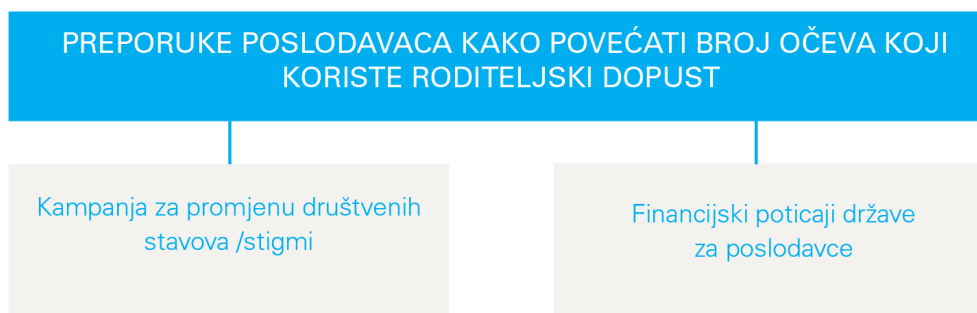 PREPORUKE POSLODAVACA KAKO POVEĆATI BROJ OČEVA KOJI
KORISTE RODITELJSKI DOPUST
Kampanja za promjenu društvenih
stavova /stigmi
Financijski poticaji države
za poslodavce